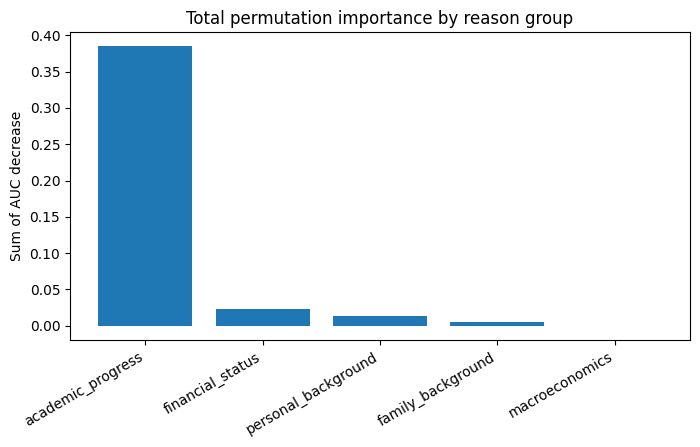 Total permutation importance by reason group
Sum of AUC decrease
0.40
0.35
0.30
0.25
0.20
0.15
0.10
0.05
0.00
academic_progress
financial_status
personal_background
family_background
macroeconomics